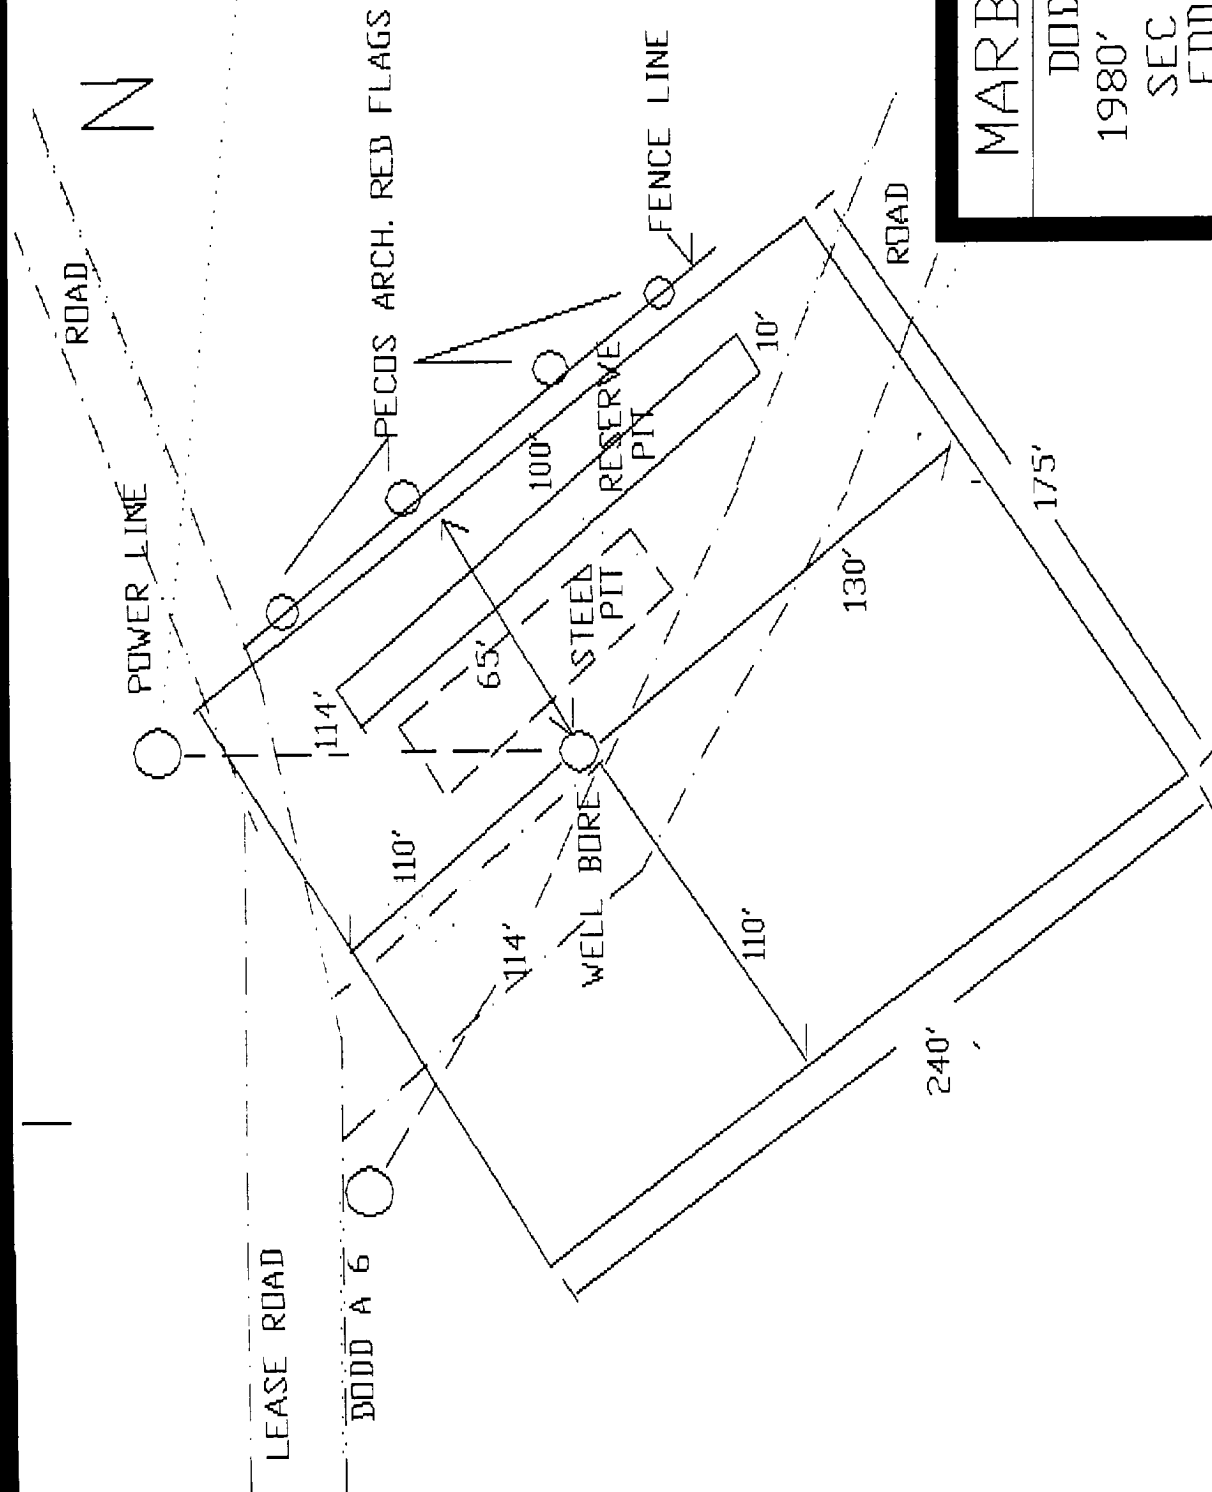 N
ROAD
POWER LINE
PECOS ARCH. RED FLAGS
FENCE LINE
ROAD
100'
RESERVE
PIT
10'
65'
STEEL
PIT
114'
130'
175'
110'
WELL BORE
114'
110'
240'
LEASE ROAD
DODD A 6
MARB
DOD
1980'
SEC
EDD